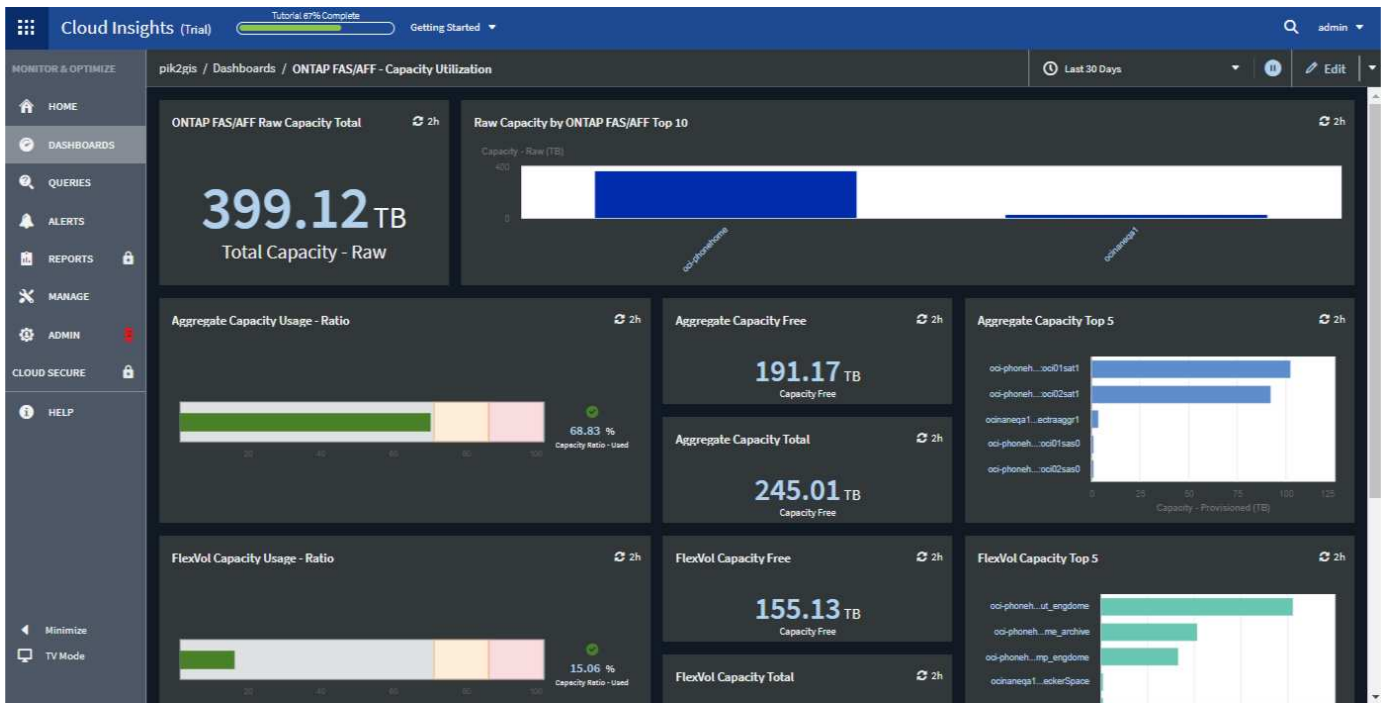 Cloud Insights (Trial)
Tutorial 67% Complete
Getting Started
admin
MONITOR & OPTIMIZE
pik2gis / Dashboards / ONTAP FAS/AFF - Capacity Utilization
Last 30 Days
Edit
HOME
DASHBOARDS
QUERIES
ALERTS
REPORTS
MANAGE
ADMIN
CLOUD SECURE
HELP
Minimize
TV Mode
ONTAP FAS/AFF Raw Capacity Total
2h
399.12 TB
Total Capacity - Raw
Raw Capacity by ONTAP FAS/AFF Top 10
2h
Capacity - Raw (TB)
400
0
oci-phonehome
ocinaneqa1
Aggregate Capacity Usage - Ratio
2h
68.83 %
Capacity Ratio - Used
20 40 60 80 100
Aggregate Capacity Free
2h
191.17 TB
Capacity Free
Aggregate Capacity Total
2h
245.01 TB
Capacity Free
Aggregate Capacity Top 5
2h
oci-phoneh...:oci01sat1
oci-phoneh...:oci02sat1
ocinaneqa1...ectraaggr1
oci-phoneh...:oci01sas0
oci-phoneh...:oci02sas0
0 25 50 75 100 125
Capacity - Provisioned (TB)
FlexVol Capacity Usage - Ratio
2h
15.06 %
Capacity Ratio - Used
20 40 60 80 100
FlexVol Capacity Free
2h
155.13 TB
Capacity Free
FlexVol Capacity Total
2h
FlexVol Capacity Top 5
2h
oci-phoneh...ut_engdome
oci-phoneh...me_archive
oci-phoneh...mp_engdome
ocinaneqa1...eckerSpace